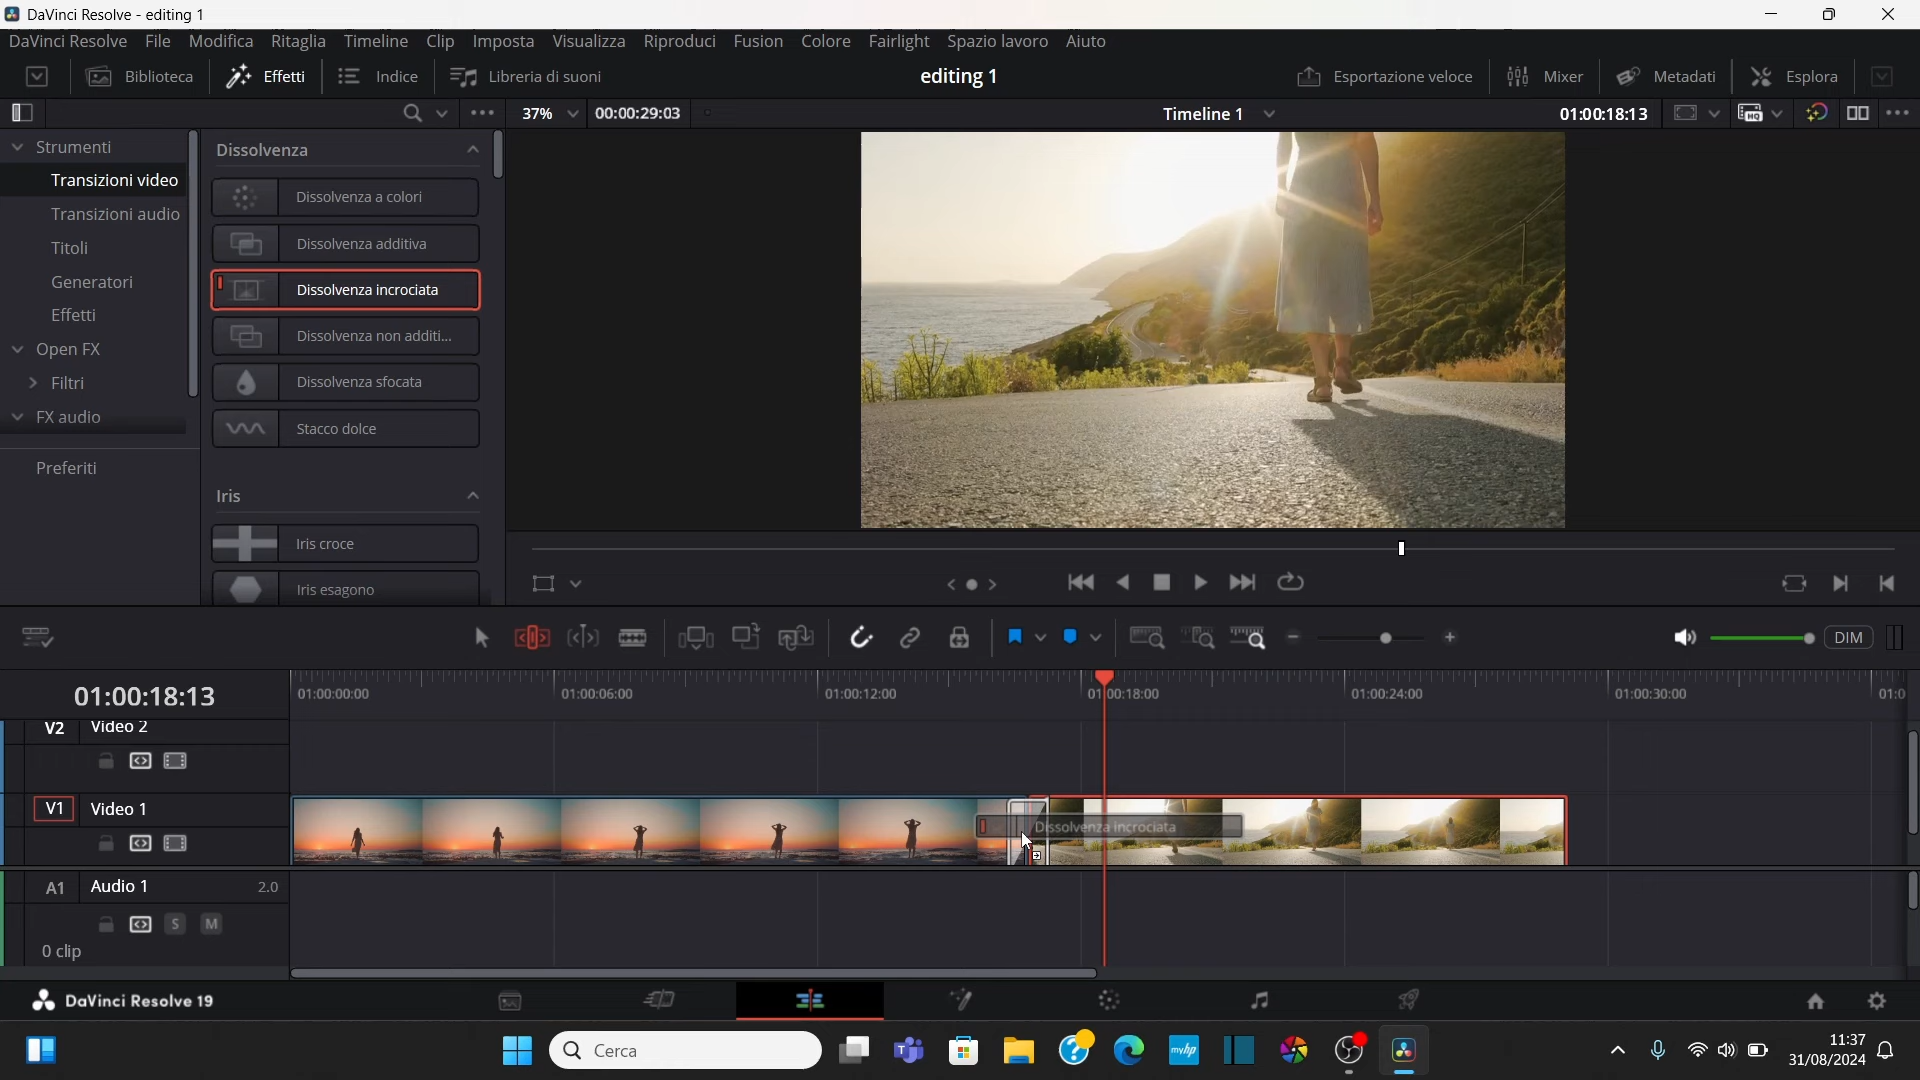 DaVinci Resolve - editing 1
DaVinci Resolve File Modifica Ritaglia Timeline Clip Imposta Visualizza Riproduci Fusion Colore Fairlight Spazio lavoro Aiuto
Biblioteca Effetti Indice Libreria di suoni editing 1 Esportazione veloce Mixer Metadati Esplora
37% 00:00:29:03 Timeline 1 01:00:18:13 HQ
Strumenti
Transizioni video
Transizioni audio
Titoli
Generatori
Effetti
Open FX
Filtri
FX audio
Preferiti
Dissolvenza
Dissolvenza a colori
Dissolvenza additiva
Dissolvenza incrociata
Dissolvenza non additi...
Dissolvenza sfocata
Stacco dolce
Iris
Iris croce
Iris esagono
DIM
01:00:18:13
01:00:00:00 01:00:06:00 01:00:12:00 01:00:18:00 01:00:24:00 01:00:30:00 01:0
V2 Video 2
V1 Video 1
Dissolvenza incrociata
A1 Audio 1 2.0
S M
0 clip
DaVinci Resolve 19
Cerca
myhp
11:37
31/08/2024